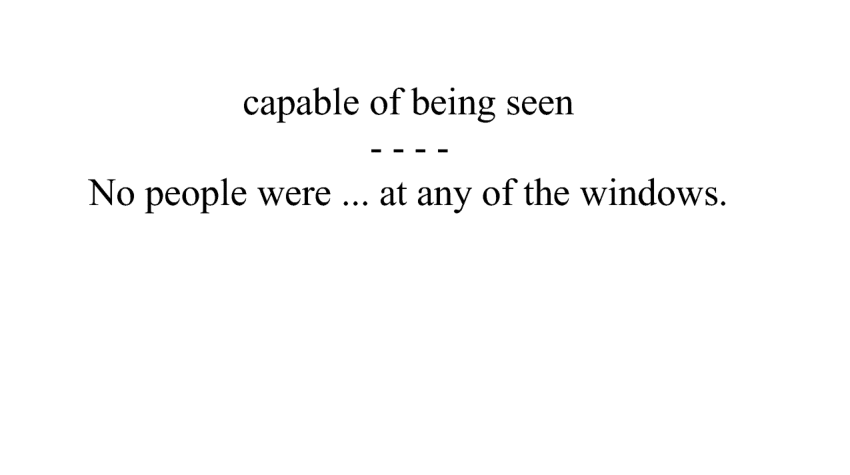 capable of being seen
- - - -
No people were ... at any of the windows.